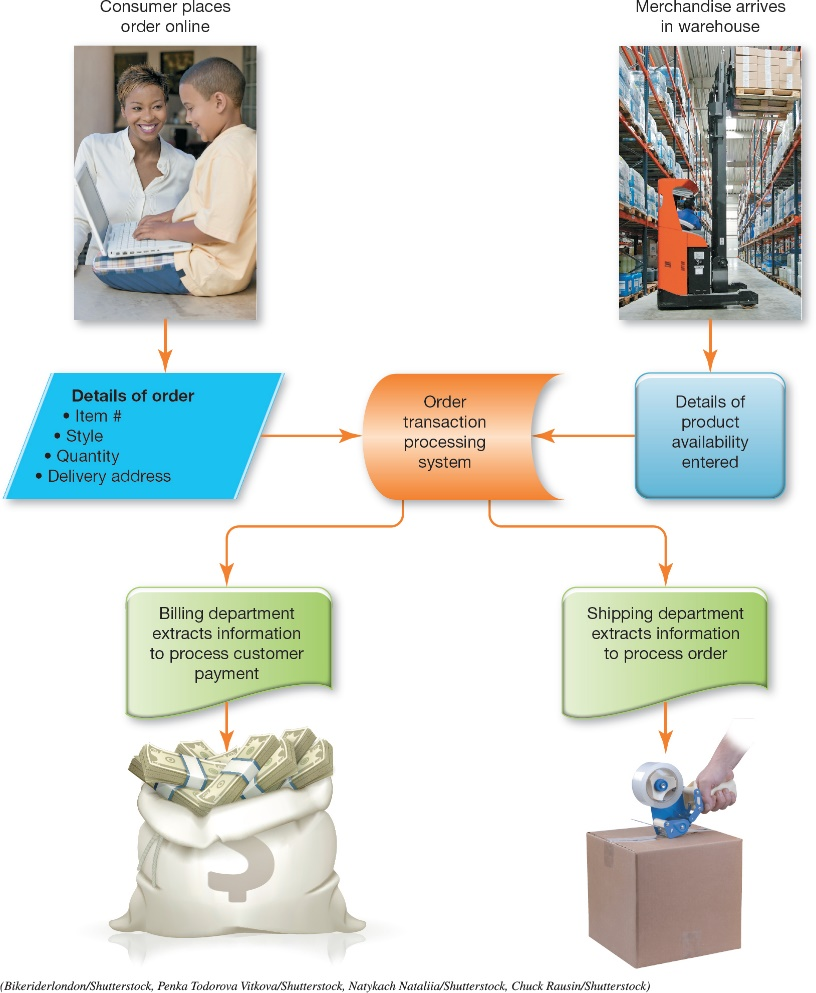 Consumer places
order online
Merchandise arrives
in warehouse
Details of order
• Item #
• Style
• Quantity
• Delivery address
Order
transaction
processing
system
Details of
product
availability
entered
Billing department
extracts information
to process customer
payment
Shipping department
extracts information
to process order
$
(Bikeriderlondon/Shutterstock, Penka Todorova Vitkova/Shutterstock, Natykach Nataliia/Shutterstock, Chuck Rausin/Shutterstock)